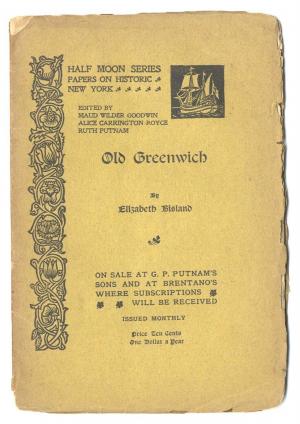 HALF MOON SERIES
PAPERS ON HISTORIC
NEW YORK
EDITED BY
MAUD WILDER GOODWIN
ALICE CARRINGTON ROYCE
RUTH PUTNAM
Old Greenwich
By
Elizabeth Bisland
ON SALE AT G. P. PUTNAM'S
SONS AND AT BRENTANO'S
WHERE SUBSCRIPTIONS
WILL BE RECEIVED
ISSUED MONTHLY
Price Ten Cents
One Dollar a Year